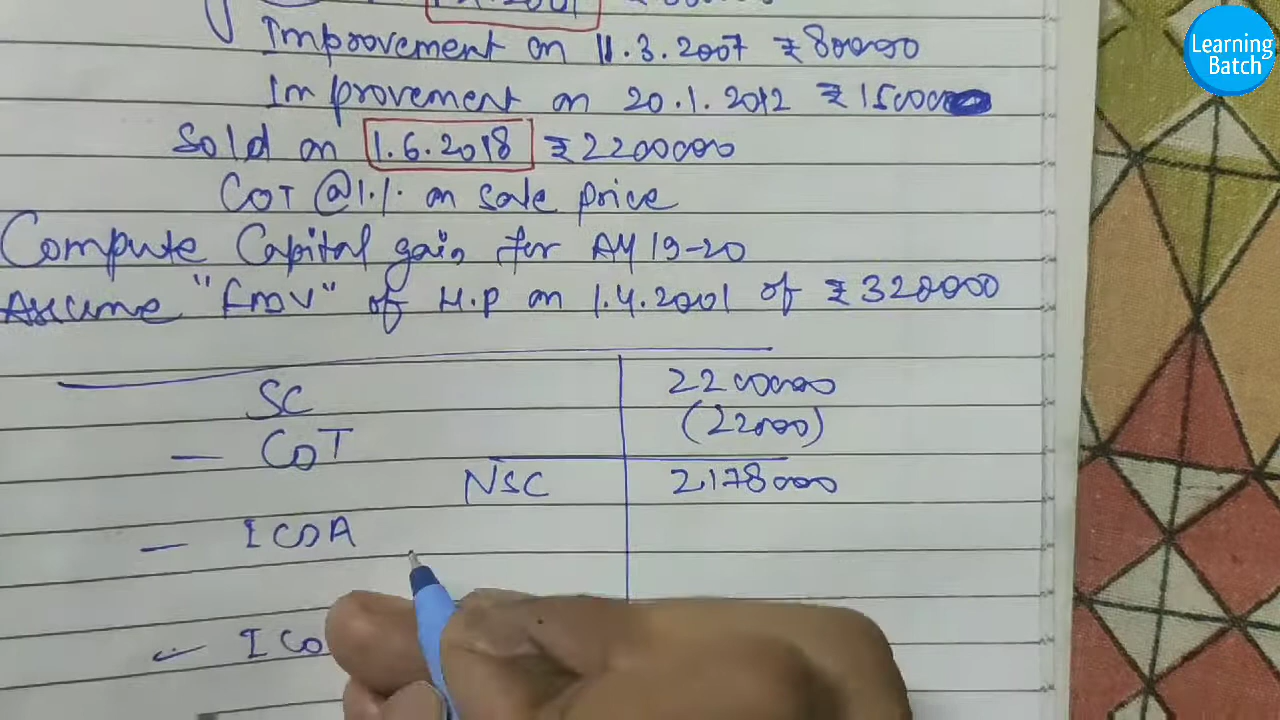 Learning
Batch
Improvement on 11.3.2007 ₹80000
Improvement on 20.1.2012 ₹15000
Sold on 1.6.2018 ₹2200000
COT @1.% on sale price
Compute Capital gain for AY 19-20
Assume "FMV" of H.P on 1.4.2001 of ₹320000
SC 2200000
— COT (22000)
NSC 2178000
— ICOA
— ICo